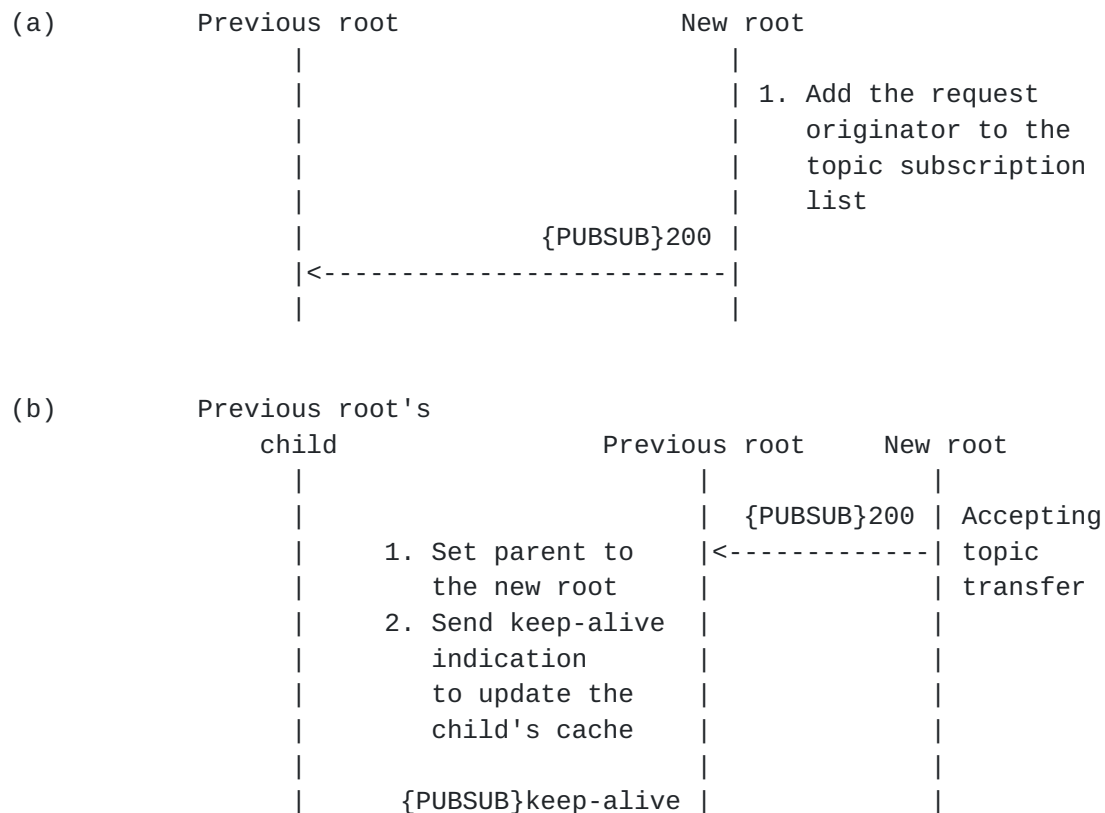 (a)         Previous root                  New root
                  |                           |
                  |                           | 1. Add the request
                  |                           |    originator to the
                  |                           |    topic subscription
                  |                           |    list
                  |               {PUBSUB}200 |
                  |<--------------------------|
                  |                           |
(b)         Previous root's
                child                 Previous root     New root
                  |                         |              |
                  |                         |  {PUBSUB}200 | Accepting
                  |     1. Set parent to    |<-------------| topic
                  |        the new root     |              | transfer
                  |     2. Send keep-alive  |              |
                  |        indication       |              |
                  |        to update the    |              |
                  |        child's cache    |              |
                  |                         |              |
                  |      {PUBSUB}keep-alive |              |